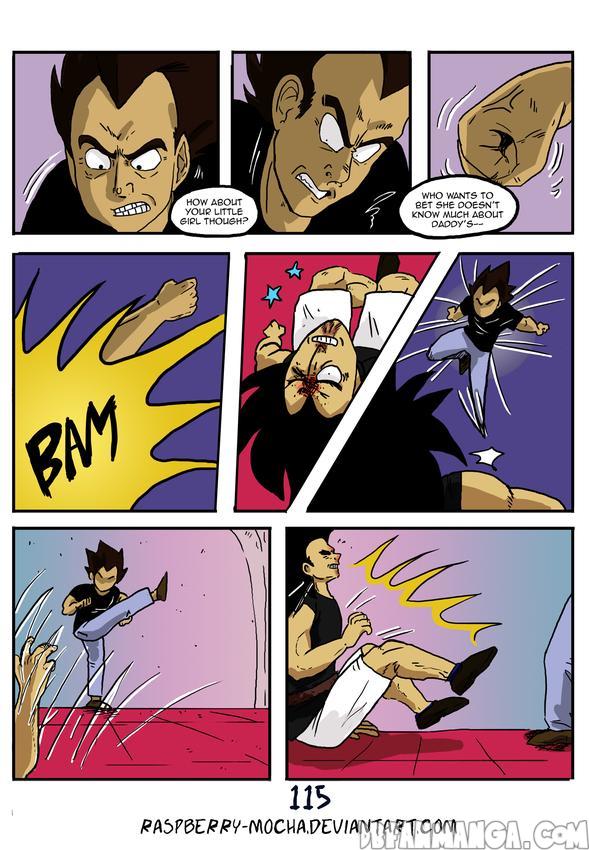 HOW ABOUT
YOUR LITTLE
GIRL THOUGH?
WHO WANTS TO
BET SHE DOESN'T
KNOW MUCH ABOUT
DADDY'S--
BAM
115
RASPBERRY-MOCHA.DEVIANTART.COM
DBFANMANGA.COM